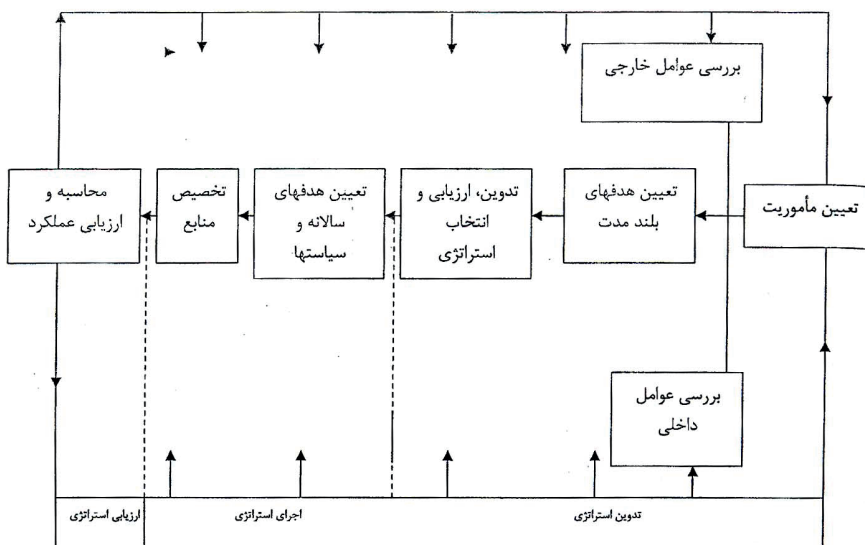 بررسی عوامل خارجی
تعیین مأموریت
تعیین هدفهای
بلند مدت
تدوین، ارزیابی و
انتخاب
استراتژی
تعیین هدفهای
سالانه و
سیاستها
تخصیص
منابع
محاسبه و
ارزیابی عملکرد
بررسی عوامل
داخلی
تدوین استراتژی
اجرای استراتژی
ارزیابی استراتژی